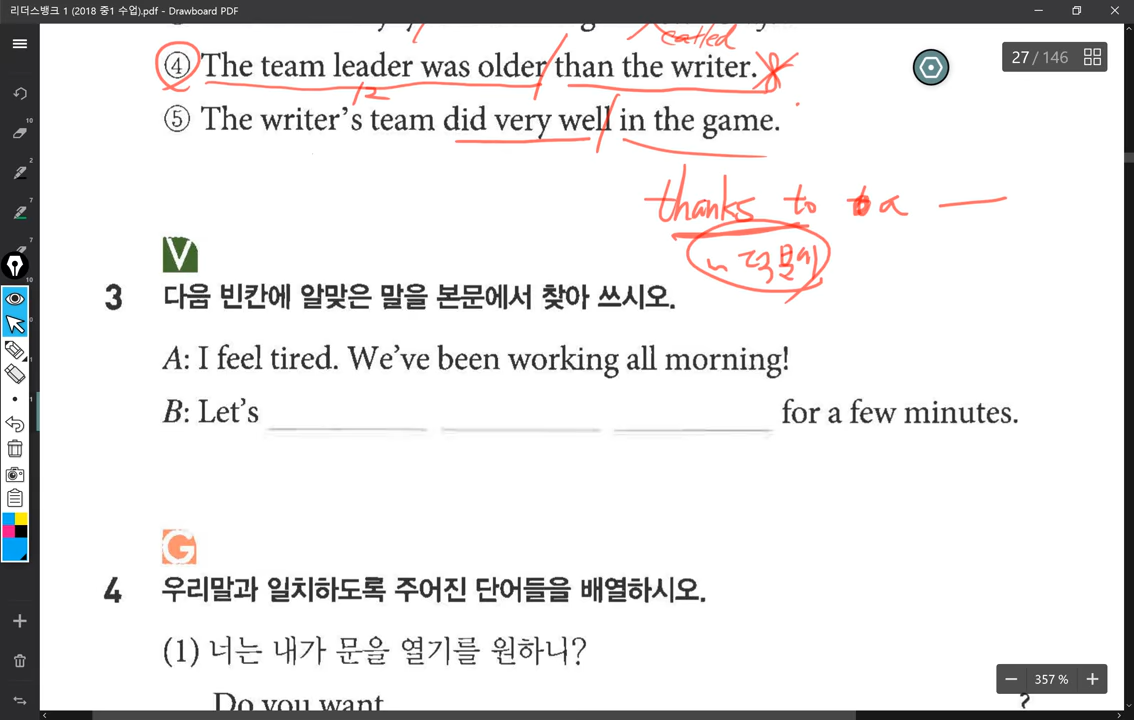 리더스뱅크 1 (2018 중1 수업).pdf - Drawboard PDF
27 / 146
called
④ The team leader was older than the writer.
12
⑤ The writer's team did very well in the game.
thanks to a
~ 덕분에
V
3 다음 빈칸에 알맞은 말을 본문에서 찾아 쓰시오.
A: I feel tired. We've been working all morning!
B: Let's ___ ___ ___ for a few minutes.
G
4 우리말과 일치하도록 주어진 단어들을 배열하시오.
(1) 너는 내가 문을 열기를 원하니?
Do you want ?
357 %